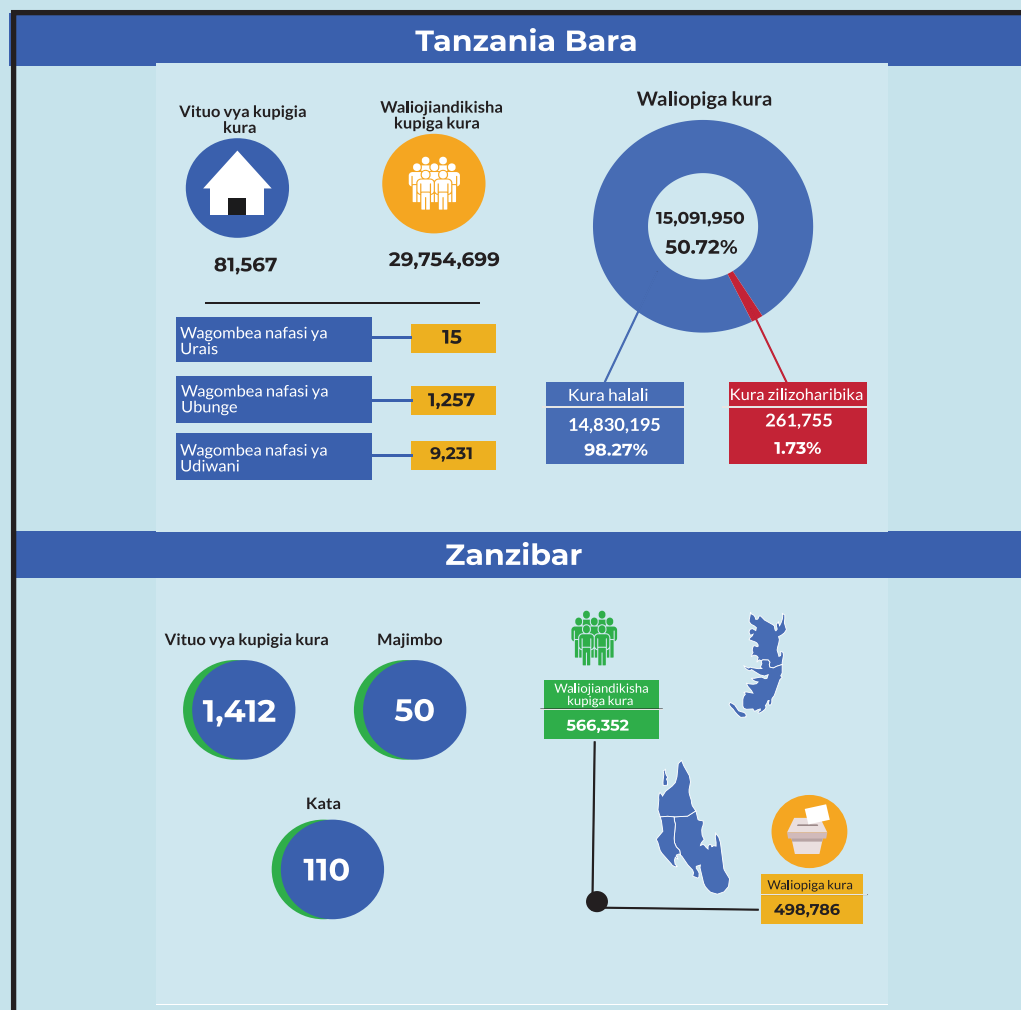 Tanzania Bara
Vituo vya kupigia
kura
81,567
Waliojiandikisha
kupiga kura
29,754,699
Wagombea nafasi ya
Urais
15
Wagombea nafasi ya
Ubunge
1,257
Wagombea nafasi ya
Udiwani
9,231
Waliopiga kura
15,091,950
50.72%
Kura halali
14,830,195
98.27%
Kura zilizoharibika
261,755
1.73%
Zanzibar
Vituo vya kupigia kura
1,412
Majimbo
50
Kata
110
Waliojiandikisha
kupiga kura
566,352
Waliopiga kura
498,786